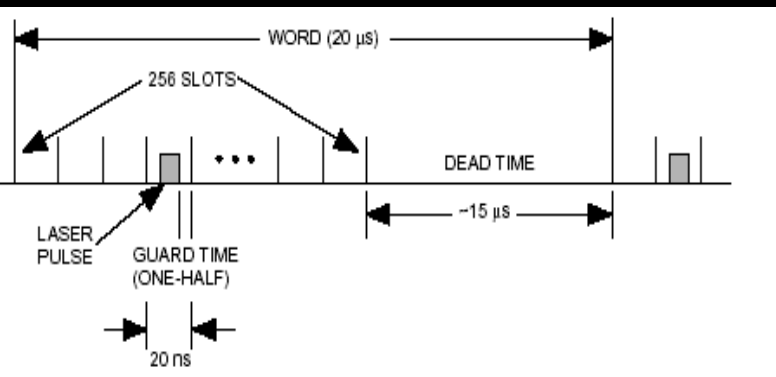 WORD (20 µs)
256 SLOTS
DEAD TIME
~15 µs
LASER
PULSE
GUARD TIME
(ONE-HALF)
20 ns